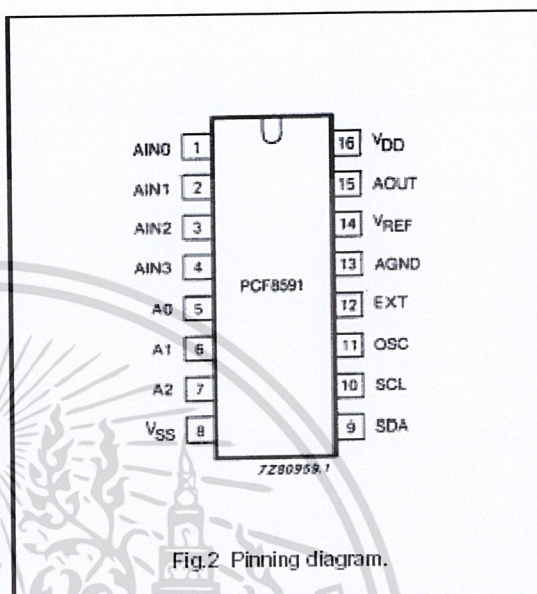 AIN0 1 16 VDD
AIN1 2 15 AOUT
AIN2 3 14 VREF
AIN3 4 13 AGND
PCF8591
A0 5 12 EXT
A1 6 11 OSC
A2 7 10 SCL
VSS 8 9 SDA
7Z80959.1
Fig.2 Pinning diagram.